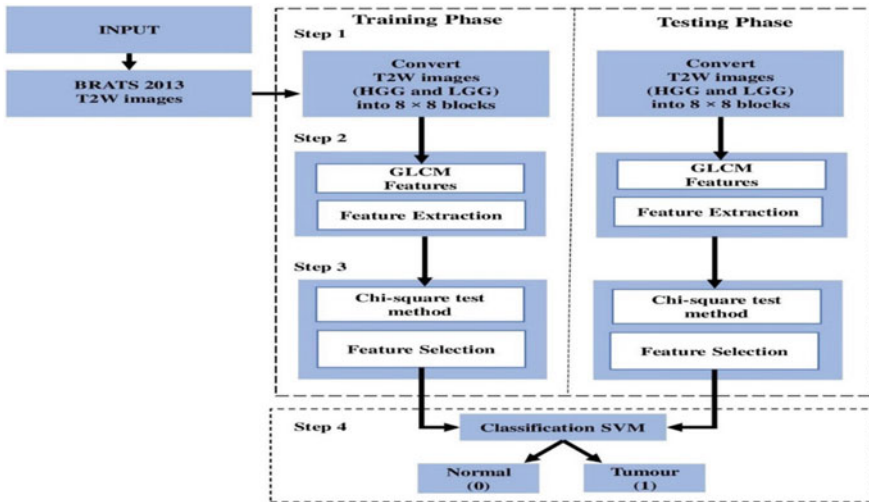 INPUT
BRATS 2013
T2W images
Training Phase
Step 1
Convert
T2W images
(HGG and LGG)
into 8 × 8 blocks
Step 2
GLCM
Features
Feature Extraction
Step 3
Chi-square test
method
Feature Selection
Testing Phase
Convert
T2W images
(HGG and LGG)
into 8 × 8 blocks
GLCM
Features
Feature Extraction
Chi-square test
method
Feature Selection
Step 4
Classification SVM
Normal
(0)
Tumour
(1)